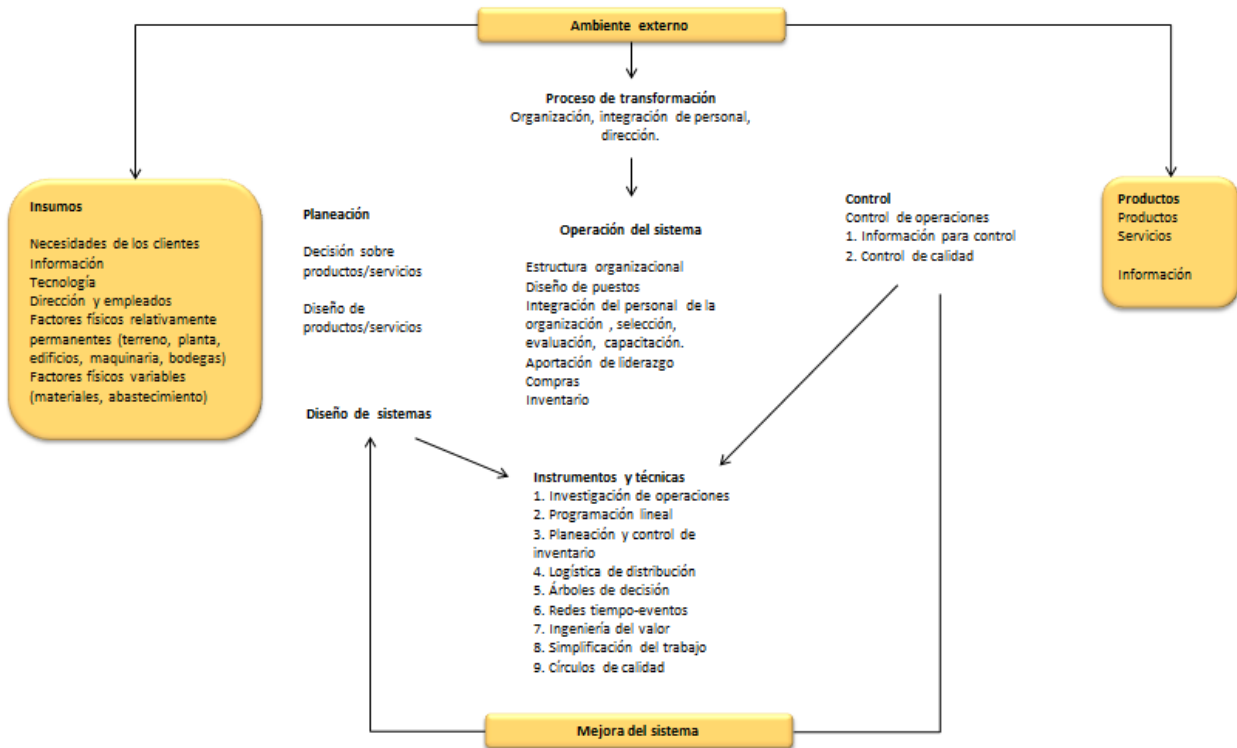 Ambiente externo
Proceso de transformación
Organización, integración de personal,
dirección.
Insumos
Necesidades de los clientes
Información
Tecnología
Dirección y empleados
Factores físicos relativamente
permanentes (terreno, planta,
edificios, maquinaria, bodegas)
Factores físicos variables
(materiales, abastecimiento)
Planeación
Decisión sobre
productos/servicios
Diseño de
productos/servicios
Diseño de sistemas
Operación del sistema
Estructura organizacional
Diseño de puestos
Integración del personal de la
organización , selección,
evaluación, capacitación.
Aportación de liderazgo
Compras
Inventario
Control
Control de operaciones
1. Información para control
2. Control de calidad
Productos
Productos
Servicios
Información
Instrumentos y técnicas
1. Investigación de operaciones
2. Programación lineal
3. Planeación y control de
inventario
4. Logística de distribución
5. Árboles de decisión
6. Redes tiempo-eventos
7. Ingeniería del valor
8. Simplificación del trabajo
9. Círculos de calidad
Mejora del sistema